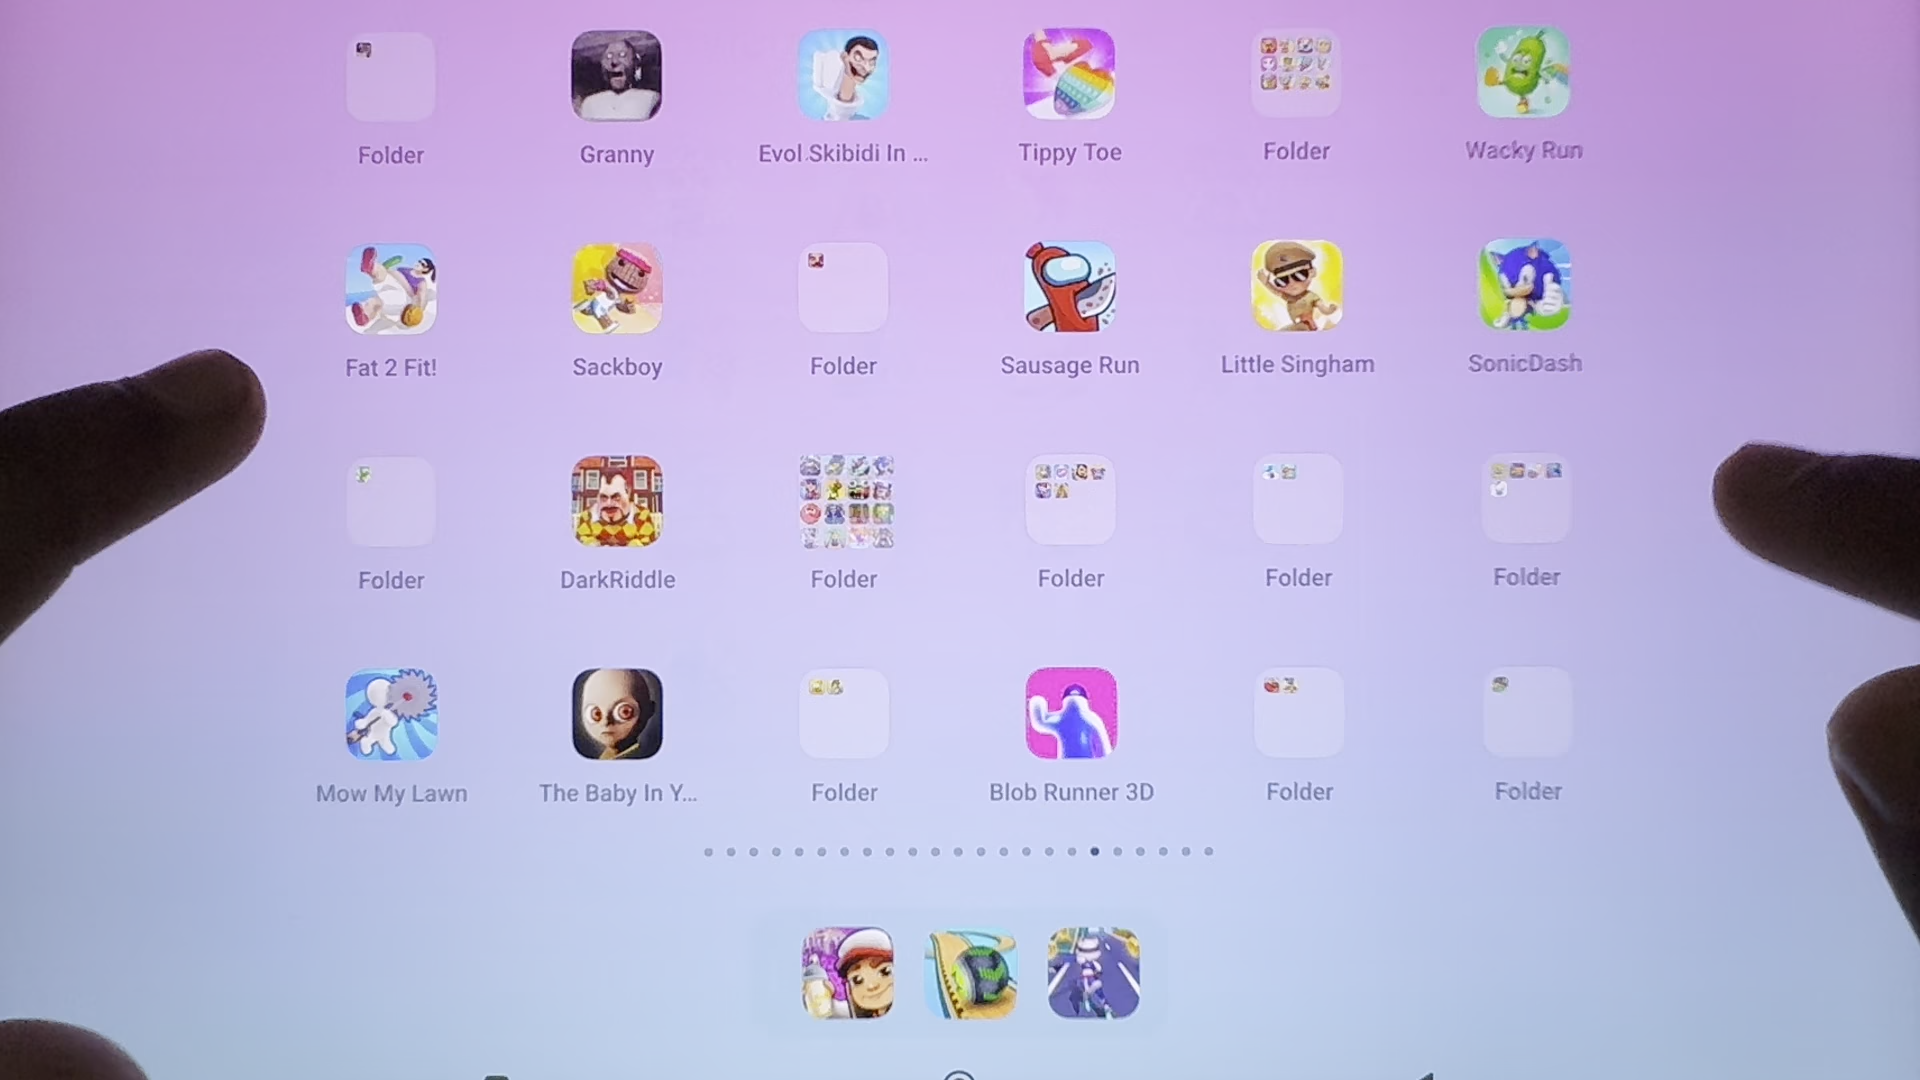 Folder
Granny
Evol Skibidi In ...
Tippy Toe
Folder
Wacky Run
Fat 2 Fit!
Sackboy
Folder
Sausage Run
Little Singham
SonicDash
Folder
DarkRiddle
Folder
Folder
Folder
Folder
Mow My Lawn
The Baby In Y...
Folder
Blob Runner 3D
Folder
Folder